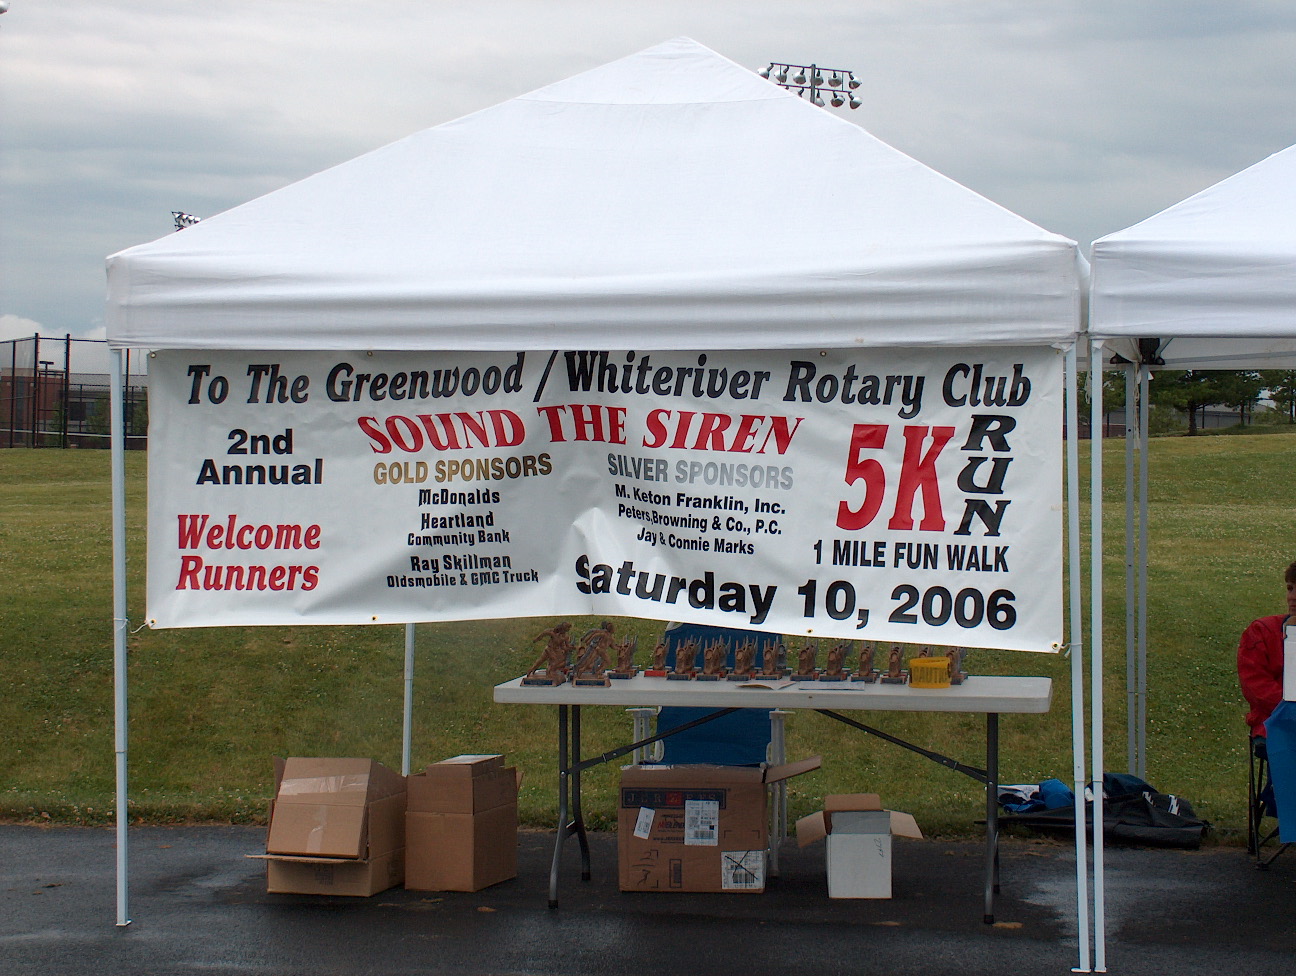 To The Greenwood / Whiteriver Rotary Club
2nd
Annual
Welcome
Runners
SOUND THE SIREN
GOLD SPONSORS
McDonalds
Heartland
Community Bank
Ray Skillman
Oldsmobile & GMC Truck
SILVER SPONSORS
M. Keton Franklin, Inc.
Peters,Browning & Co., P.C.
Jay & Connie Marks
5K
RUN
1 MILE FUN WALK
Saturday 10, 2006
CAUTIO